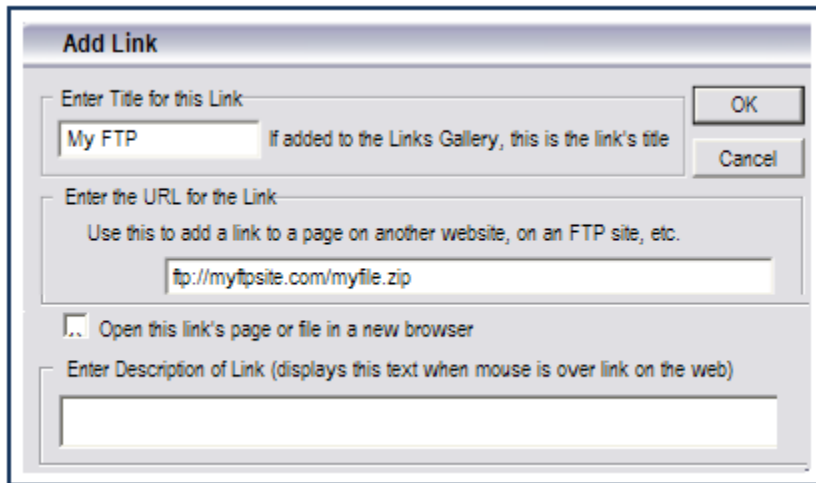 Add Link
Enter Title for this Link
OK
My FTP If added to the Links Gallery, this is the link's title
Cancel
Enter the URL for the Link
Use this to add a link to a page on another website, on an FTP site, etc.
ftp://myftpsite.com/myfile.zip
Open this link's page or file in a new browser
Enter Description of Link (displays this text when mouse is over link on the web)